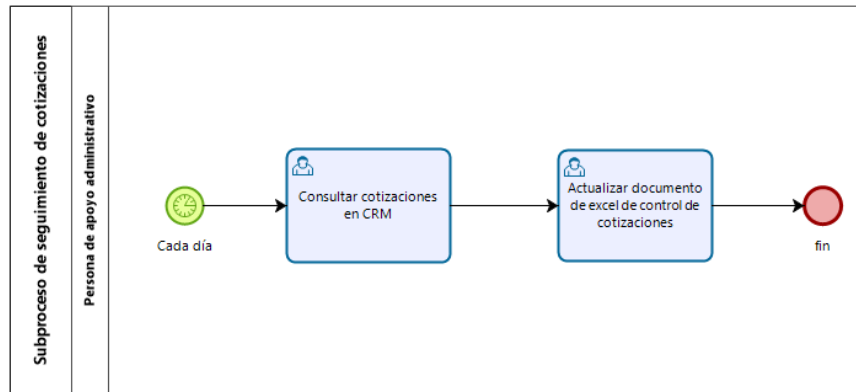 Subproceso de seguimiento de cotizaciones
Persona de apoyo administrativo
Cada día
Consultar cotizaciones
en CRM
Actualizar documento
de excel de control de
cotizaciones
fin